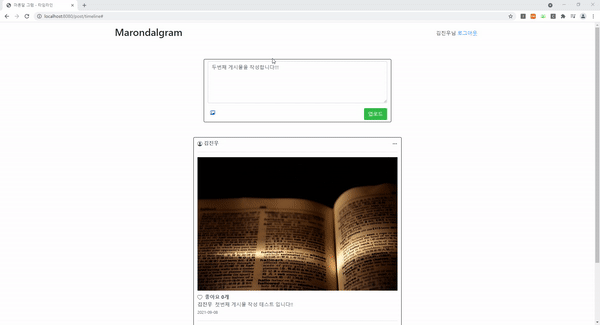 마론달 그램 - 타임라인
localhost:8080/post/timeline#
Marondalgram
김진우님 로그아웃
두번째 게시물을 작성합니다!!!
업로드
김진우
좋아요 0개
김진우 첫번째 게시물 작성 테스트 입니다!!
2021-09-08